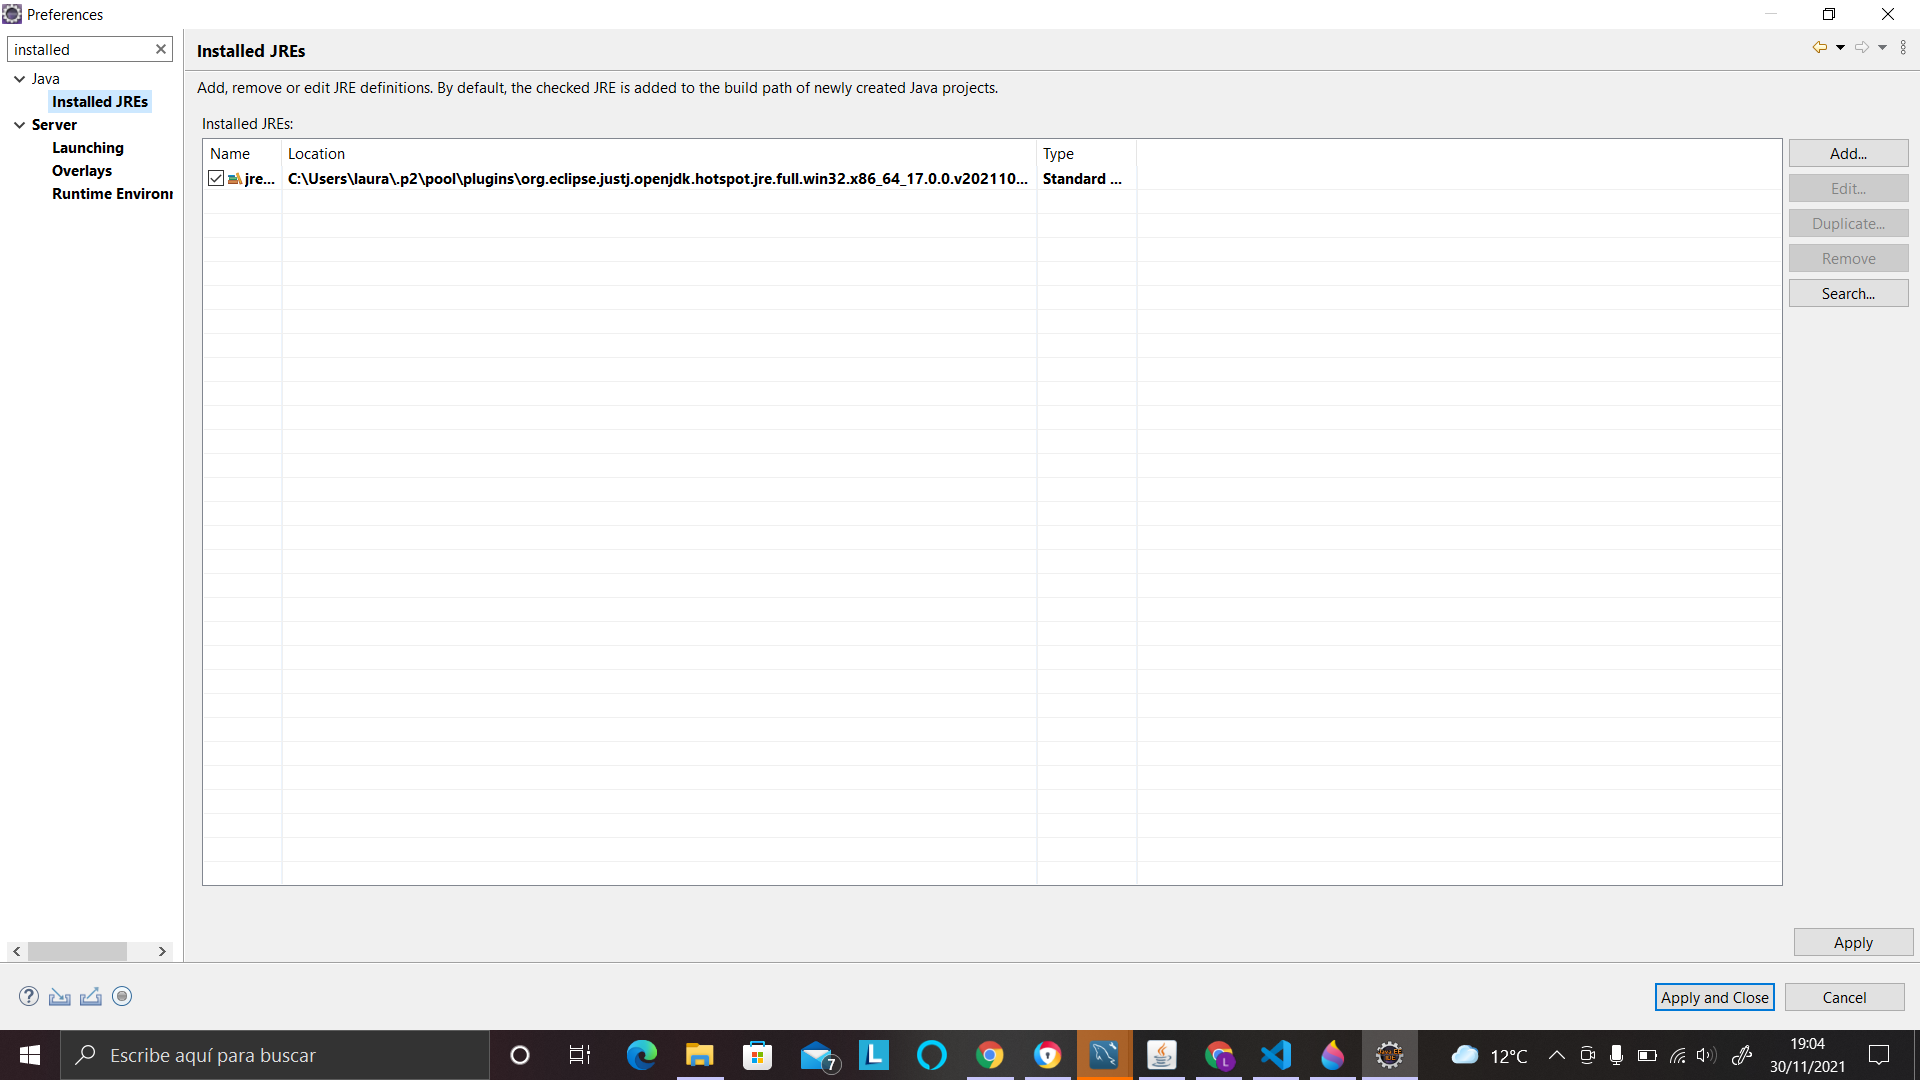 Preferences
installed
Java
Installed JREs
Server
Launching
Overlays
Runtime Environ
Installed JREs
Add, remove or edit JRE definitions. By default, the checked JRE is added to the build path of newly created Java projects.
Installed JREs:
Name Location Type
jre... C:\Users\laura\.p2\pool\plugins\org.eclipse.justj.openjdk.hotspot.jre.full.win32.x86_64_17.0.0.v202110... Standard ...
Add...
Edit...
Duplicate...
Remove
Search...
Apply
Apply and Close Cancel
Escribe aquí para buscar
7
L
L
12°C
19:04
30/11/2021